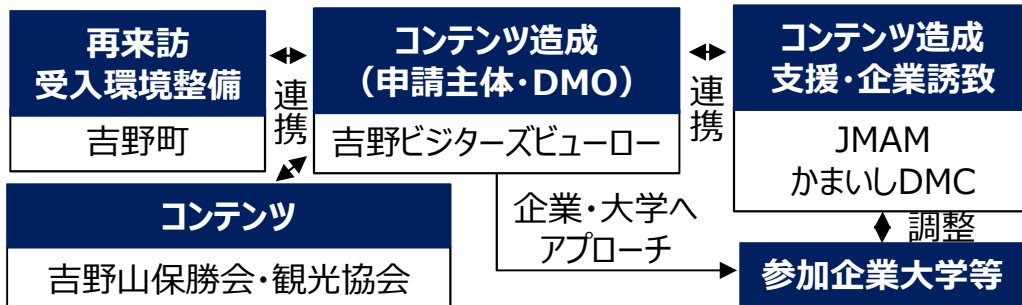 再来訪
受入環境整備
吉野町
連携
コンテンツ造成
（申請主体・DMO）
吉野ビジターズビューロー
連携
コンテンツ造成
支援・企業誘致
JMAM
かまいしDMC
コンテンツ
吉野山保勝会・観光協会
企業・大学へ
アプローチ
調整
参加企業大学等